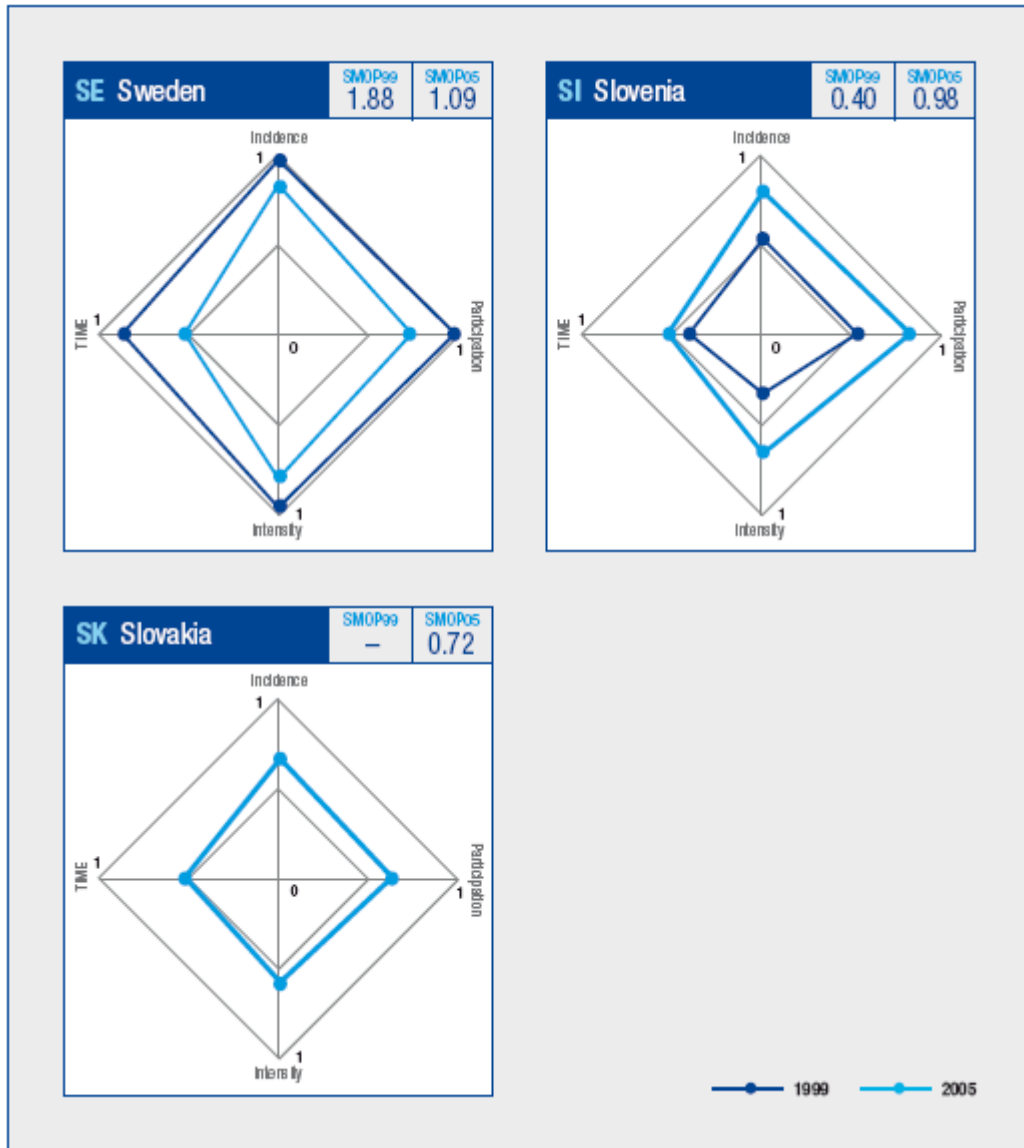 SE Sweden SMOP99 1.88 SMOP05 1.09
Incidence
1
TIME 1
0
1 Participation
1
Intensity
SI Slovenia SMOP99 0.40 SMOP05 0.98
Incidence
1
TIME 1
0
1 Participation
1
Intensity
SK Slovakia SMOP99 – SMOP05 0.72
Incidence
1
TIME 1
0
1 Participation
1
Intensity
1999 2005